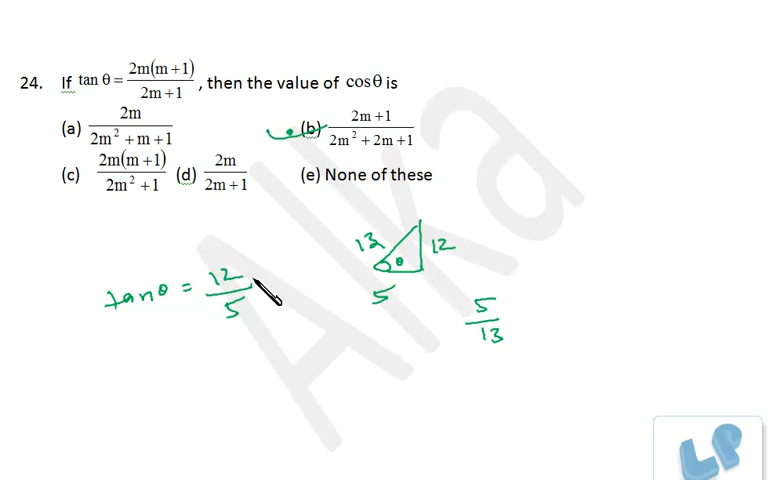 24. If tan θ = 2m(m+1) / 2m+1 , then the value of cosθ is
(a) 2m / 2m² + m + 1 (b) 2m+1 / 2m² + 2m + 1
(c) 2m(m+1) / 2m² + 1 (d) 2m / 2m+1 (e) None of these
13 θ 12
5
tanθ = 12 / 5
5 / 13
Alka
LP